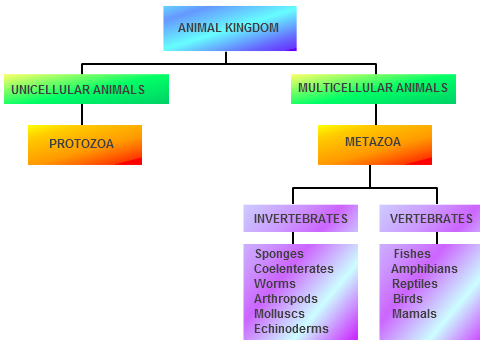 ANIMAL KINGDOM
UNICELLULAR ANIMALS
MULTICELLULAR ANIMALS
PROTOZOA
METAZOA
INVERTEBRATES
VERTEBRATES
Sponges
Coelenterates
Worms
Arthropods
Molluscs
Echinoderms
Fishes
Amphibians
Reptiles
Birds
Mamals